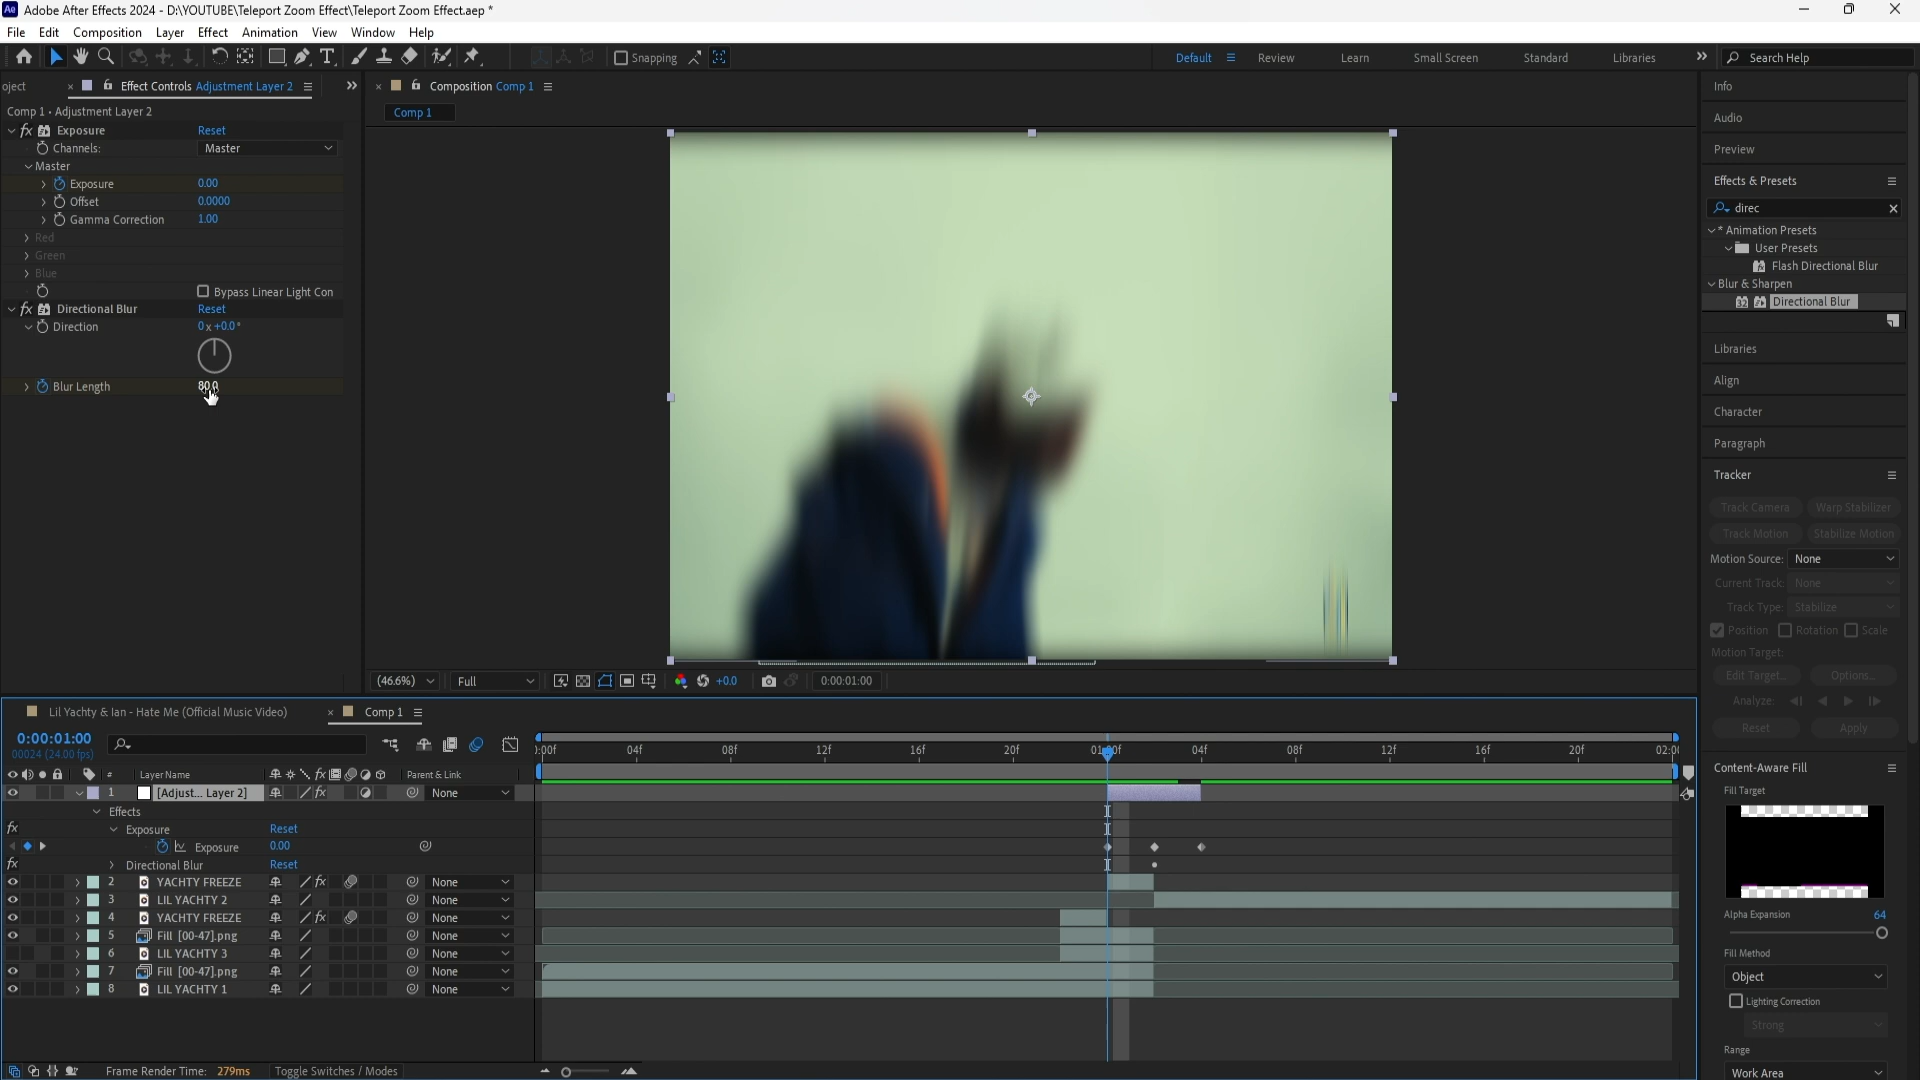 Adobe After Effects 2024 - D:\YOUTUBE\Teleport Zoom Effect\Teleport Zoom Effect.aep *
File Edit Composition Layer Effect Animation View Window Help
Snapping
Default Review Learn Small Screen Standard Libraries Search Help
oject Effect Controls Adjustment Layer 2
Composition Comp 1
Comp 1 • Adjustment Layer 2
Comp 1
fx Exposure Reset
Channels: Master
Master
Exposure 0.00
Offset 0.0000
Gamma Correction 1.00
Red
Green
Blue
Bypass Linear Light Con
fx Directional Blur Reset
Direction 0x+0.0°
Blur Length 80.0
(46.6%) Full +0.0 0:00:01:00
Info
Audio
Preview
Effects & Presets
direc
* Animation Presets
User Presets
Flash Directional Blur
Blur & Sharpen
32 Directional Blur
Libraries
Align
Character
Paragraph
Tracker
Track Camera Warp Stabilizer
Track Motion Stabilize Motion
Motion Source: None
Current Track: None
Track Type: Stabilize
Position Rotation Scale
Motion Target:
Edit Target... Options...
Analyze:
Reset Apply
Content-Aware Fill
Fill Target
Alpha Expansion 64
Fill Method
Object
Lighting Correction
Strong
Range
Work Area
Lil Yachty & Ian - Hate Me (Official Music Video) Comp 1
0:00:01:00
00024 (24.00 fps)
):00f 04f 08f 12f 16f 20f 01:00f 04f 08f 12f 16f 20f 02:0(
# Layer Name fx Parent & Link
1 [Adjust... Layer 2] fx None
Effects
fx Exposure Reset
Exposure 0.00
fx Directional Blur Reset
2 YACHTY FREEZE fx None
3 LIL YACHTY 2 None
4 YACHTY FREEZE fx None
5 Fill [00-47].png None
6 LIL YACHTY 3 None
7 Fill [00-47].png None
8 LIL YACHTY 1 None
Frame Render Time: 279ms Toggle Switches / Modes